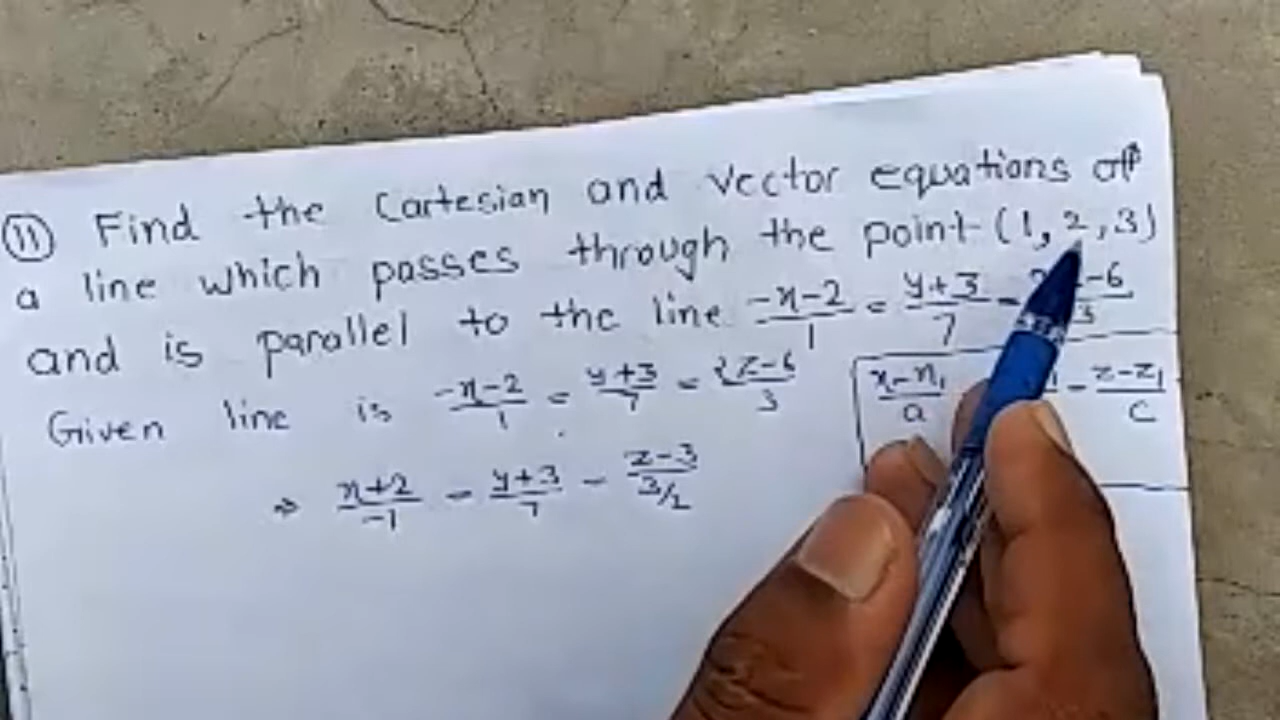 (11) Find the Cartesian and vector equations of
a line which passes through the point (1, 2, 3)
and is parallel to the line -x-2/1 = y+3/7 = -6/3
Given line is -x-2/1 = y+3/7 = 2z-6/3
x-x₁/a = z-z₁/c
⇒ x+2/-1 = y+3/7 = z-3/3/2